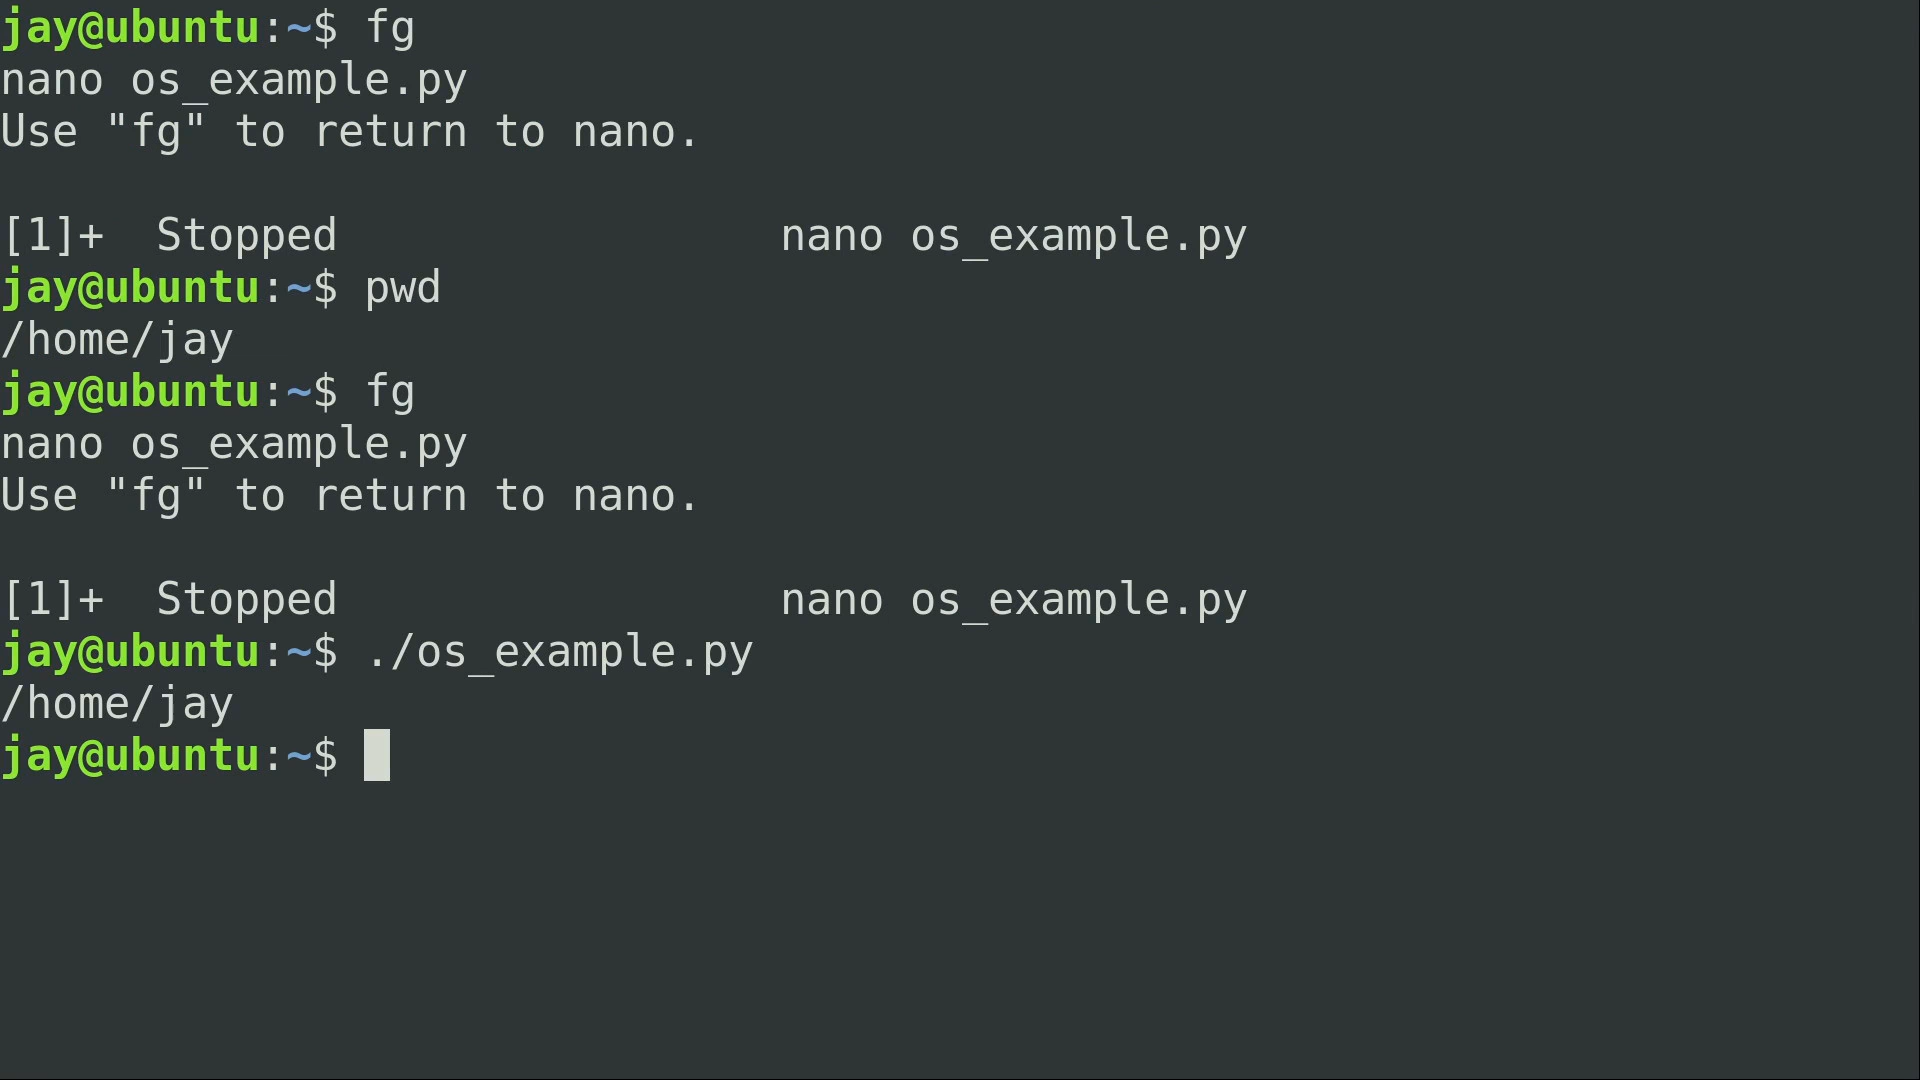 jay@ubuntu:~$ fg
nano os_example.py
Use "fg" to return to nano.
[1]+  Stopped                 nano os_example.py
jay@ubuntu:~$ pwd
/home/jay
jay@ubuntu:~$ fg
nano os_example.py
Use "fg" to return to nano.
[1]+  Stopped                 nano os_example.py
jay@ubuntu:~$ ./os_example.py
/home/jay
jay@ubuntu:~$